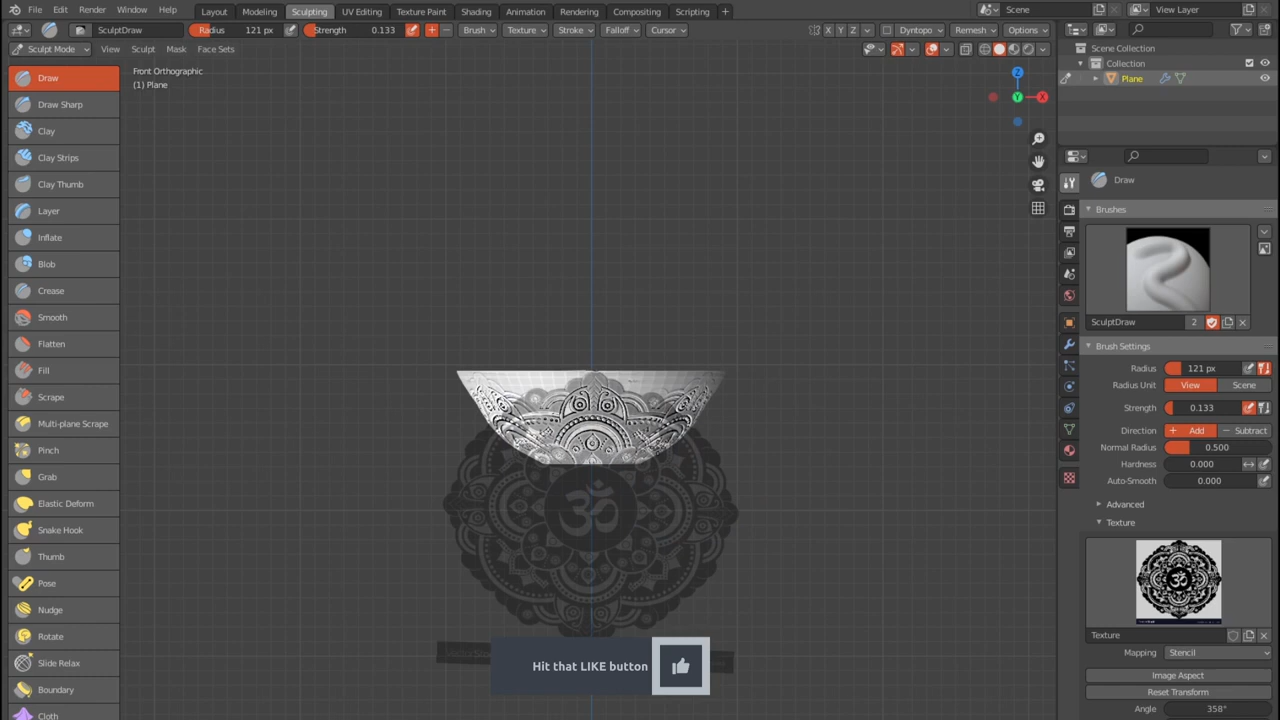 File Edit Render Window Help Layout Modeling Sculpting UV Editing Texture Paint Shading Animation Rendering Compositing Scripting + Scene View Layer
SculptDraw Radius 121 px Strength 0.133 + - Brush Texture Stroke Falloff Cursor X Y Z Dyntopo Remesh Options
Sculpt Mode View Sculpt Mask Face Sets
Draw
Draw Sharp
Clay
Clay Strips
Clay Thumb
Layer
Inflate
Blob
Crease
Smooth
Flatten
Fill
Scrape
Multi-plane Scrape
Pinch
Grab
Elastic Deform
Snake Hook
Thumb
Pose
Nudge
Rotate
Slide Relax
Boundary
Cloth
Front Orthographic
(1) Plane
Z
Y
X
ॐ
Hit that LIKE button
Scene Collection
Collection
Plane
Draw
Brushes
SculptDraw 2
Brush Settings
Radius 121 px
Radius Unit View Scene
Strength 0.133
Direction + Add - Subtract
Normal Radius 0.500
Hardness 0.000
Auto-Smooth 0.000
Advanced
Texture
ॐ
Texture
Mapping Stencil
Image Aspect
Reset Transform
Angle 358°